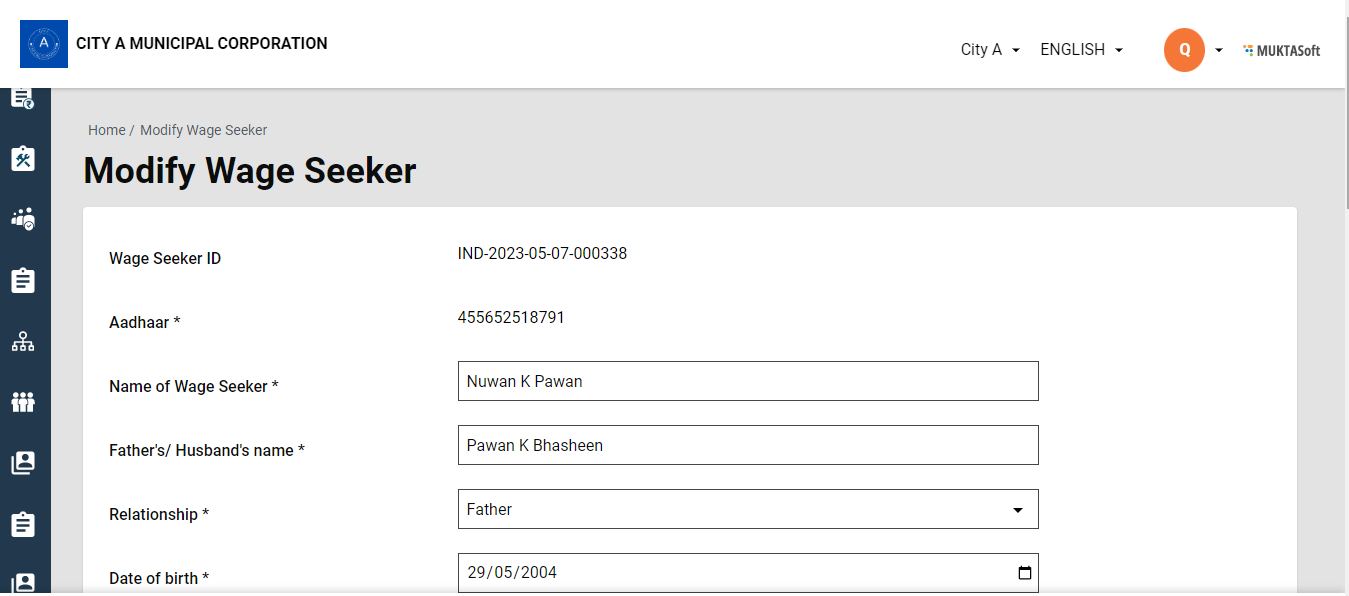 A
CITY A MUNICIPAL CORPORATION
City A
ENGLISH
Q
MUKTASoft
Home / Modify Wage Seeker
Modify Wage Seeker
Wage Seeker ID
IND-2023-05-07-000338
Aadhaar *
455652518791
Name of Wage Seeker *
Nuwan K Pawan
Father's/ Husband's name *
Pawan K Bhasheen
Relationship *
Father
Date of birth *
29/05/2004